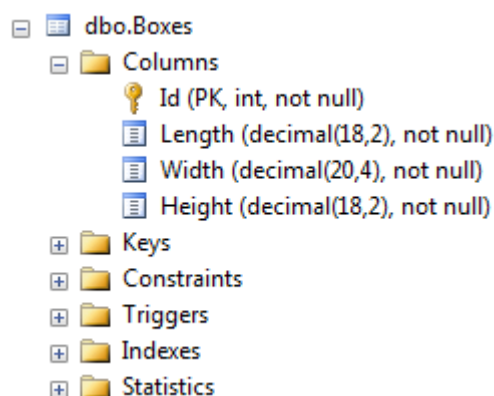 dbo.Boxes
Columns
Id (PK, int, not null)
Length (decimal(18,2), not null)
Width (decimal(20,4), not null)
Height (decimal(18,2), not null)
Keys
Constraints
Triggers
Indexes
Statistics